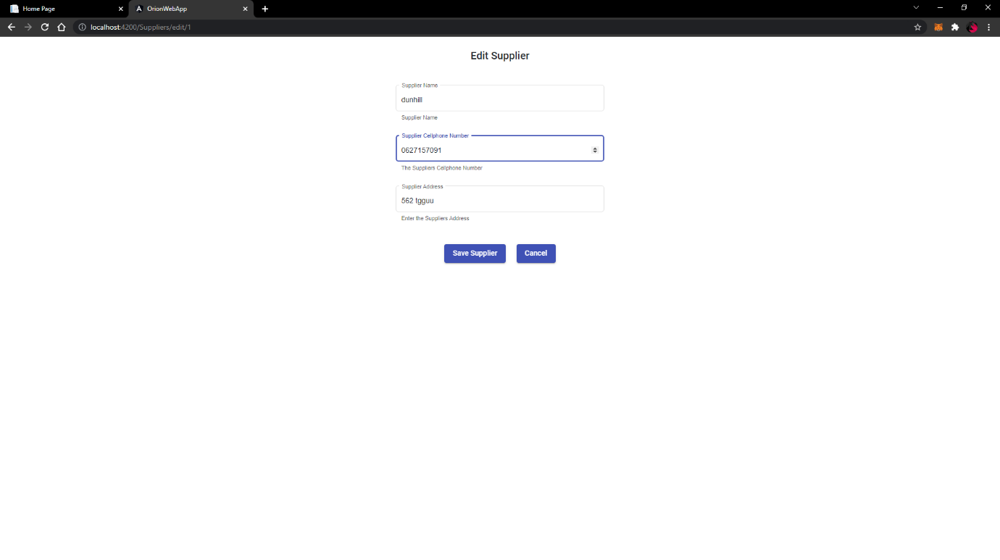 Home Page
OrionWebApp
localhost:4200/Suppliers/edit/1
Edit Supplier
Supplier Name
dunhill
Supplier Name
Supplier Cellphone Number
0627157091
The Suppliers Cellphone Number
Supplier Address
562 tgguu
Enter the Suppliers Address
Save Supplier Cancel